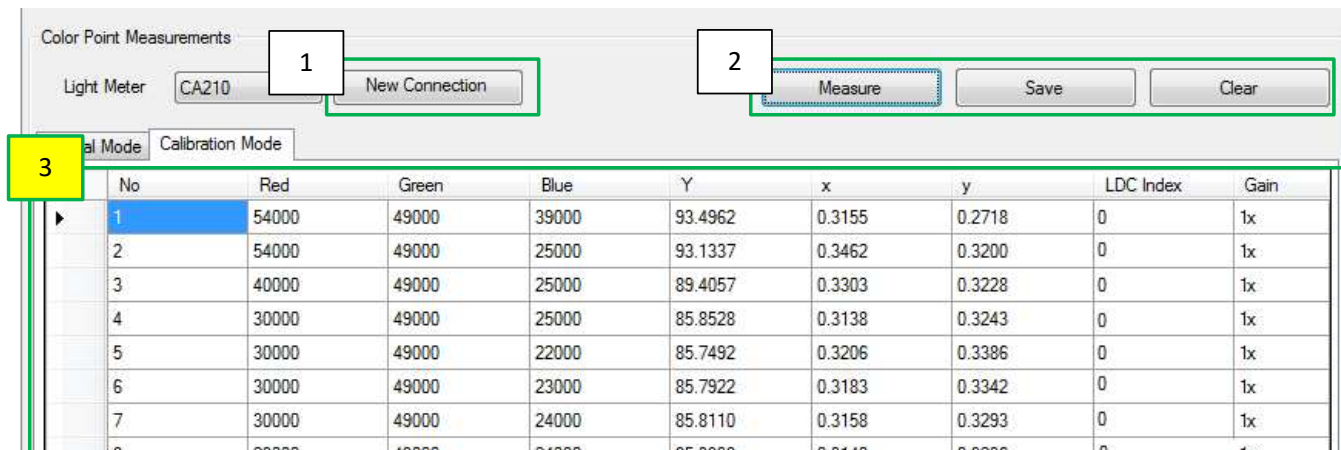 Color Point Measurements
1
2
Light Meter CA210 New Connection Measure Save Clear
3
al Mode Calibration Mode
No Red Green Blue Y x y LDC Index Gain
1 54000 49000 39000 93.4962 0.3155 0.2718 0 1x
2 54000 49000 25000 93.1337 0.3462 0.3200 0 1x
3 40000 49000 25000 89.4057 0.3303 0.3228 0 1x
4 30000 49000 25000 85.8528 0.3138 0.3243 0 1x
5 30000 49000 22000 85.7492 0.3206 0.3386 0 1x
6 30000 49000 23000 85.7922 0.3183 0.3342 0 1x
7 30000 49000 24000 85.8110 0.3158 0.3293 0 1x